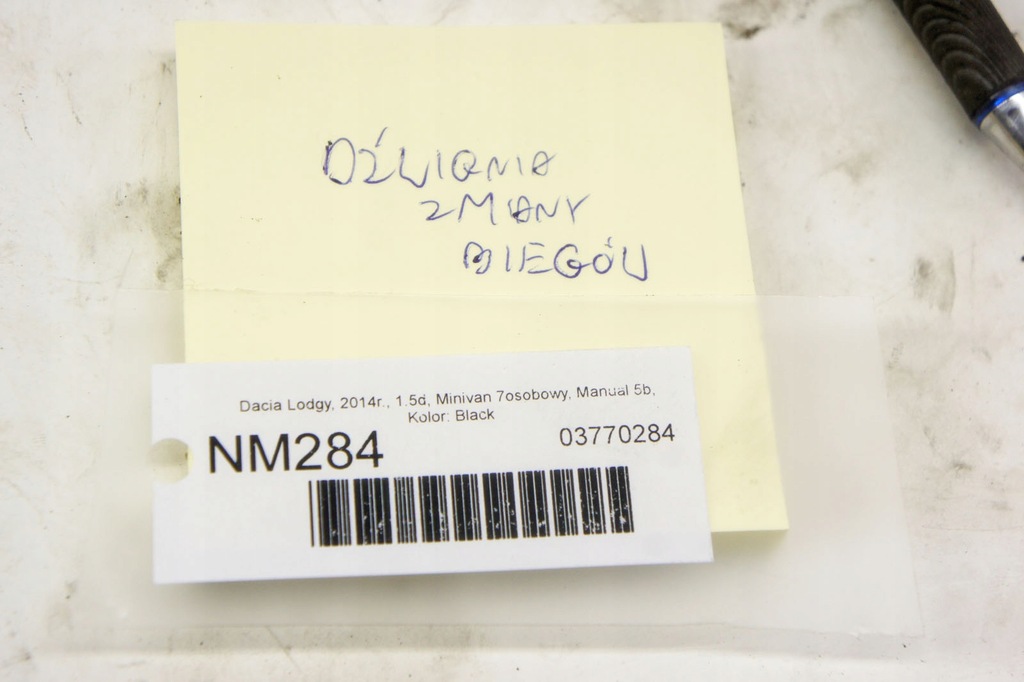 DŹWIGNIA
ZMIANY
BIEGÓW
Dacia Lodgy, 2014r., 1.5d, Minivan 7osobowy, Manual 5b,
Kolor: Black
NM284
03770284